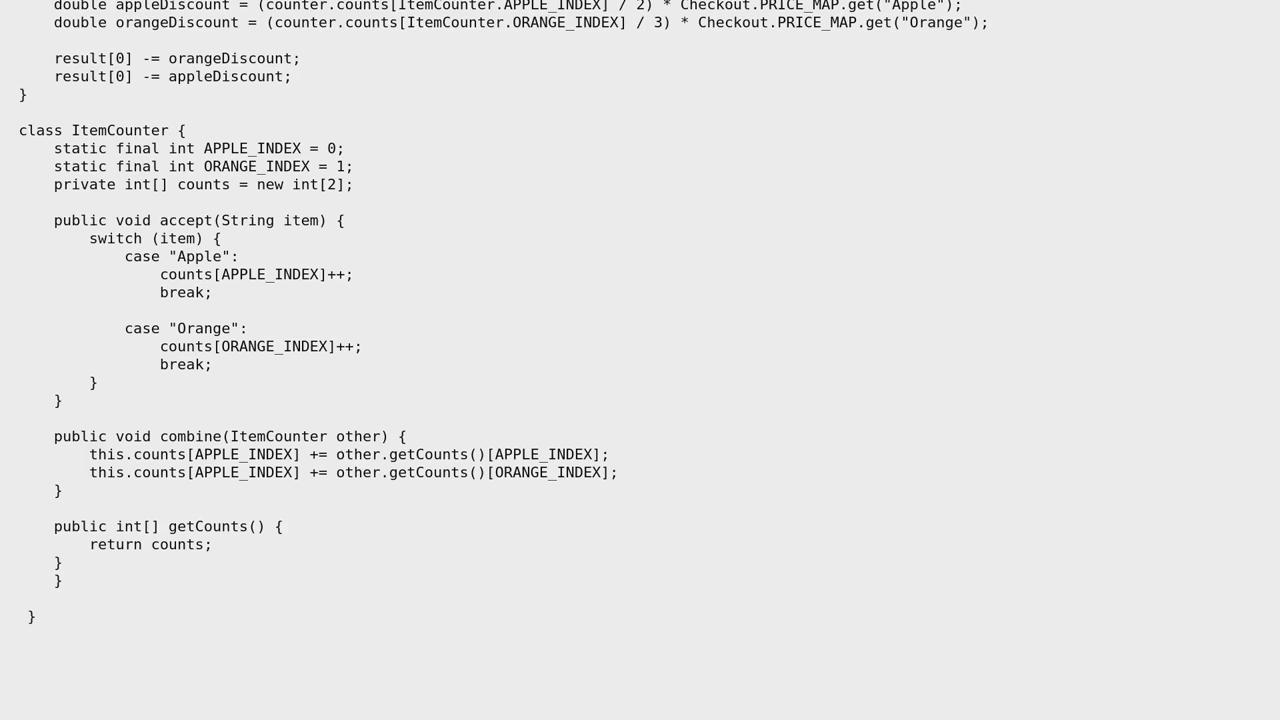 double appleDiscount = (counter.counts[ItemCounter.APPLE_INDEX] / 2) * Checkout.PRICE_MAP.get("Apple");
    double orangeDiscount = (counter.counts[ItemCounter.ORANGE_INDEX] / 3) * Checkout.PRICE_MAP.get("Orange");

    result[0] -= orangeDiscount;
    result[0] -= appleDiscount;
}

class ItemCounter {
    static final int APPLE_INDEX = 0;
    static final int ORANGE_INDEX = 1;
    private int[] counts = new int[2];

    public void accept(String item) {
        switch (item) {
            case "Apple":
                counts[APPLE_INDEX]++;
                break;

            case "Orange":
                counts[ORANGE_INDEX]++;
                break;
        }
    }

    public void combine(ItemCounter other) {
        this.counts[APPLE_INDEX] += other.getCounts()[APPLE_INDEX];
        this.counts[APPLE_INDEX] += other.getCounts()[ORANGE_INDEX];
    }

    public int[] getCounts() {
        return counts;
    }
    }

 }